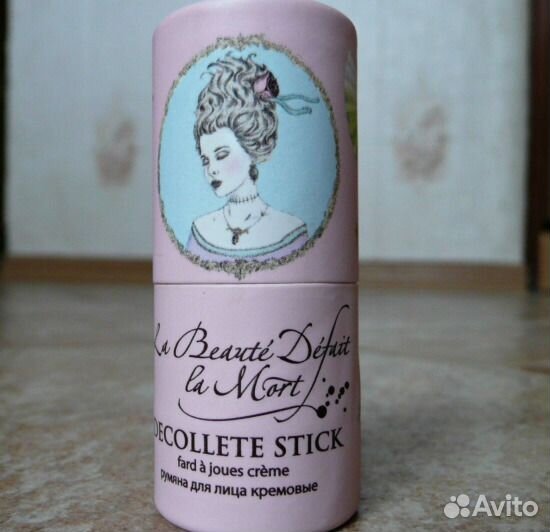 La Beauté Défait
la Mort
DECOLLETE STICK
fard à joues crème
румяна для лица кремовые
Avito